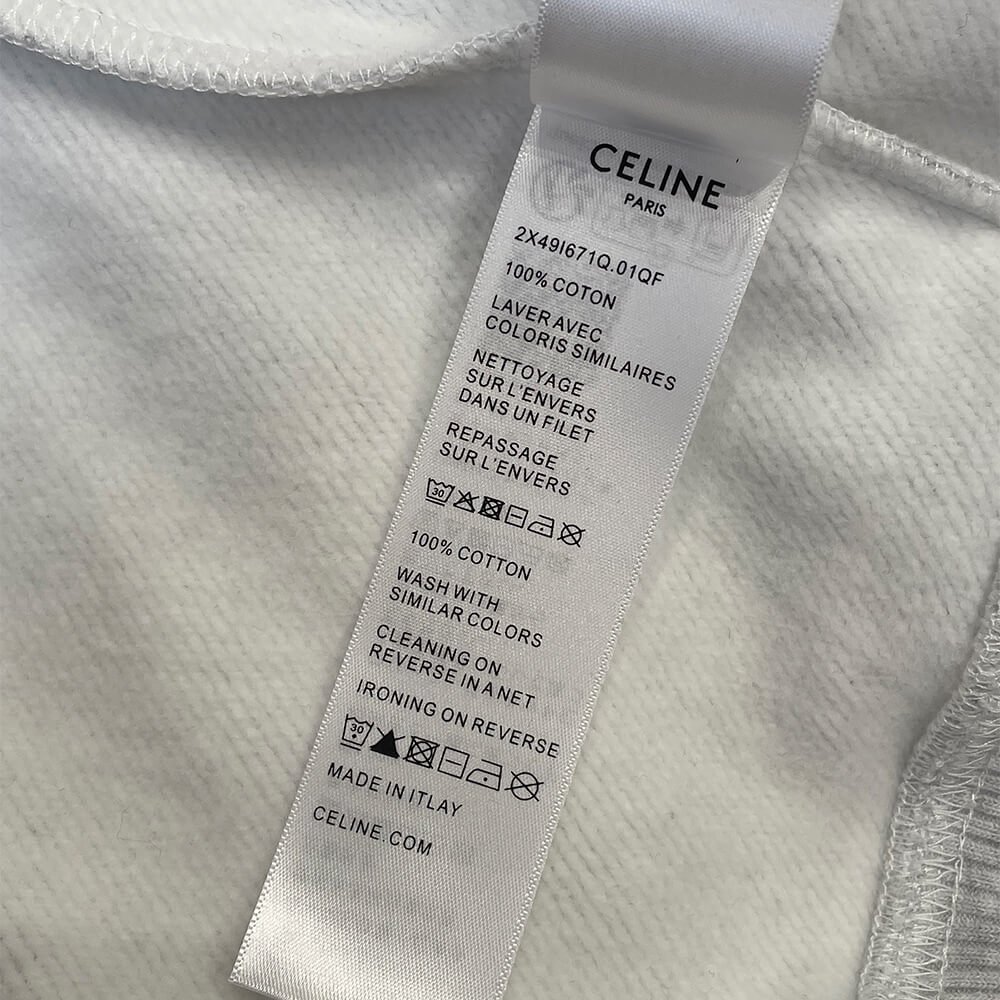 CELINE
PARIS
2X49I671Q.01QF
100% COTON
LAVER AVEC
COLORIS SIMILAIRES
NETTOYAGE
SUR L'ENVERS
DANS UN FILET
REPASSAGE
SUR L'ENVERS
30
100% COTTON
WASH WITH
SIMILAR COLORS
CLEANING ON
REVERSE IN A NET
IRONING ON REVERSE
30
MADE IN ITLAY
CELINE.COM